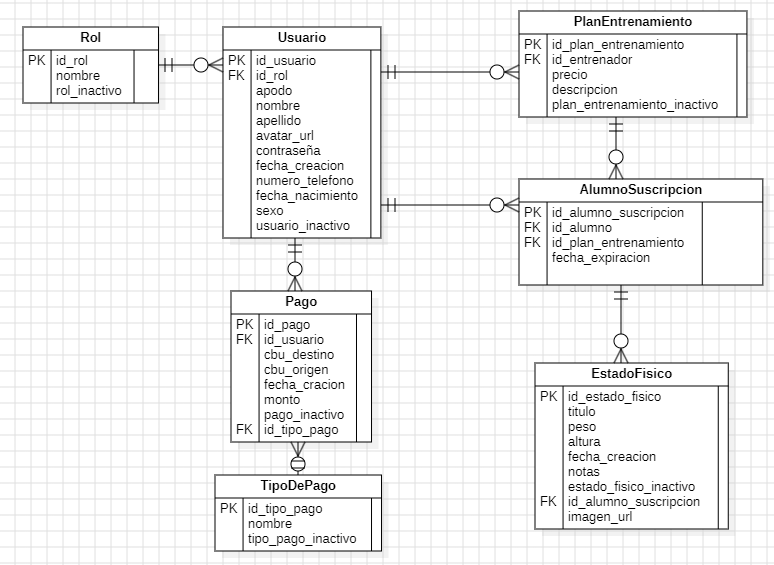 Rol
PK id_rol
nombre
rol_inactivo
Usuario
PK id_usuario
FK id_rol
apodo
nombre
apellido
avatar_url
contraseña
fecha_creacion
numero_telefono
fecha_nacimiento
sexo
usuario_inactivo
PlanEntrenamiento
PK id_plan_entrenamiento
FK id_entrenador
precio
descripcion
plan_entrenamiento_inactivo
AlumnoSuscripcion
PK id_alumno_suscripcion
FK id_alumno
FK id_plan_entrenamiento
fecha_expiracion
Pago
PK id_pago
FK id_usuario
cbu_destino
cbu_origen
fecha_cracion
monto
pago_inactivo
FK id_tipo_pago
EstadoFisico
PK id_estado_fisico
titulo
peso
altura
fecha_creacion
notas
estado_fisico_inactivo
FK id_alumno_suscripcion
imagen_url
TipoDePago
PK id_tipo_pago
nombre
tipo_pago_inactivo